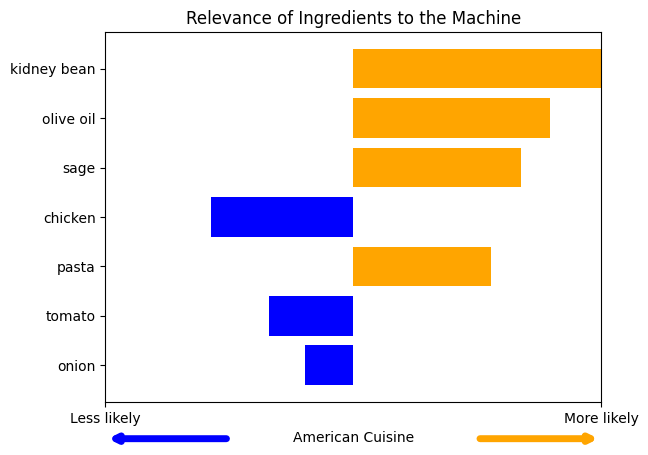 Relevance of Ingredients to the Machine
kidney bean
olive oil
sage
chicken
pasta
tomato
onion
Less likely
More likely
American Cuisine